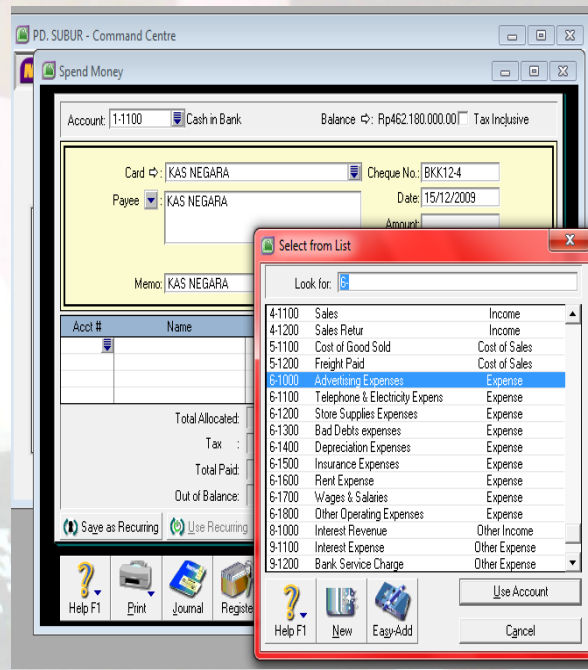 PD. SUBUR - Command Centre
Spend Money
Account: 1-1100 Cash in Bank Balance ⇨: Rp462.180.000.00 Tax Inclusive
Card ⇨: KAS NEGARA Cheque No.: BKK12-4
Payee : KAS NEGARA Date: 15/12/2009
Amount:
Memo: KAS NEGARA
Acct # Name
Total Allocated:
Tax :
Total Paid:
Out of Balance:
Save as Recurring Use Recurring
Help F1 Print Journal
Select from List
Look for: 6-
4-1100 Sales Income
4-1200 Sales Retur Income
5-1100 Cost of Good Sold Cost of Sales
5-1200 Freight Paid Cost of Sales
6-1000 Advertising Expenses Expense
6-1100 Telephone & Electricity Expens Expense
6-1200 Store Supplies Expenses Expense
6-1300 Bad Debts expenses Expense
6-1400 Depreciation Expenses Expense
6-1500 Insurance Expenses Expense
6-1600 Rent Expense Expense
6-1700 Wages & Salaries Expense
6-1800 Other Operating Expenses Expense
8-1000 Interest Revenue Other Income
9-1100 Interest Expense Other Expense
9-1200 Bank Service Charge Other Expense
Use Account
Help F1 New Easy-Add Cancel